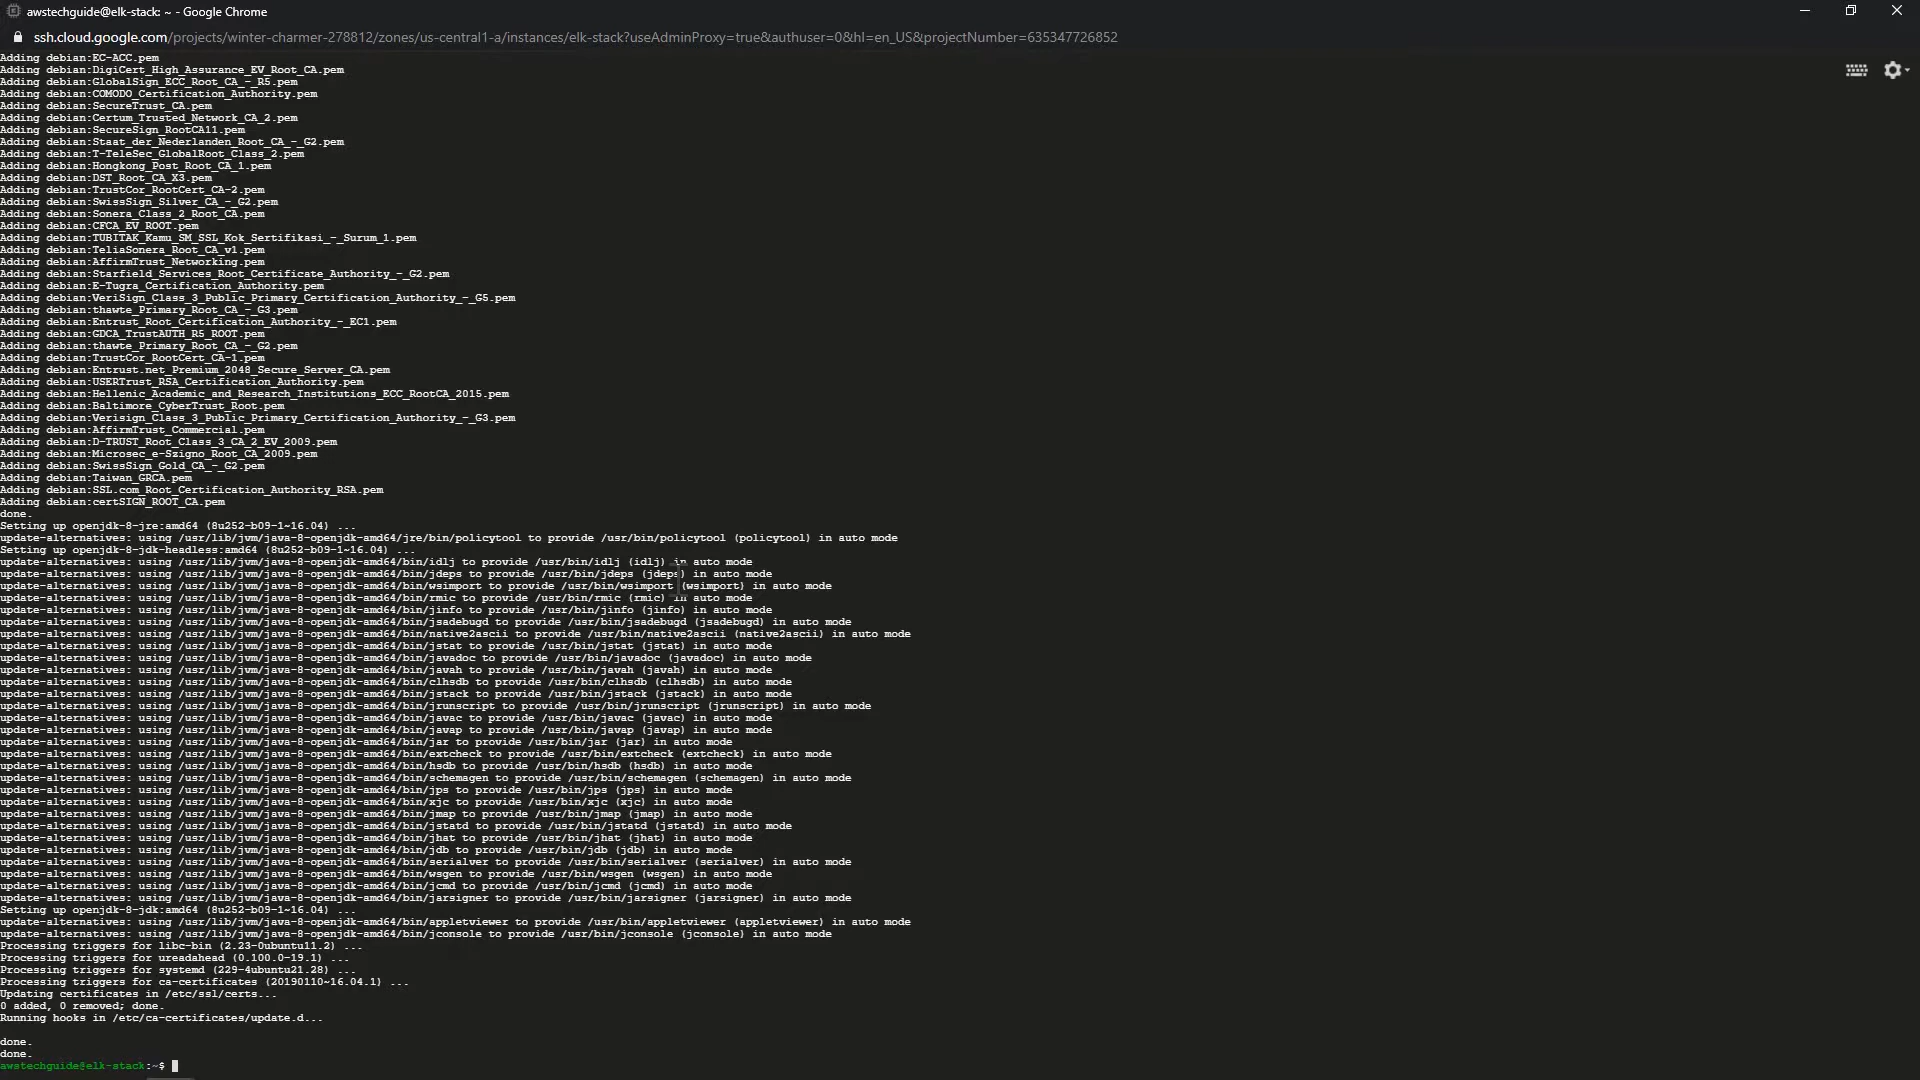 awstechguide@elk-stack: ~ - Google Chrome
ssh.cloud.google.com/projects/winter-charmer-278812/zones/us-central1-a/instances/elk-stack?useAdminProxy=true&authuser=0&hl=en_US&projectNumber=635347726852
Adding debian:EC-ACC.pem
Adding debian:DigiCert_High_Assurance_EV_Root_CA.pem
Adding debian:GlobalSign_ECC_Root_CA_-_R5.pem
Adding debian:COMODO_Certification_Authority.pem
Adding debian:SecureTrust_CA.pem
Adding debian:Certum_Trusted_Network_CA_2.pem
Adding debian:SecureSign_RootCA11.pem
Adding debian:Staat_der_Nederlanden_Root_CA_-_G2.pem
Adding debian:T-TeleSec_GlobalRoot_Class_2.pem
Adding debian:Hongkong_Post_Root_CA_1.pem
Adding debian:DST_Root_CA_X3.pem
Adding debian:TrustCor_RootCert_CA-2.pem
Adding debian:SwissSign_Silver_CA_-_G2.pem
Adding debian:Sonera_Class_2_Root_CA.pem
Adding debian:CFCA_EV_ROOT.pem
Adding debian:TUBITAK_Kamu_SM_SSL_Kok_Sertifikasi_-_Surum_1.pem
Adding debian:TeliaSonera_Root_CA_v1.pem
Adding debian:AffirmTrust_Networking.pem
Adding debian:Starfield_Services_Root_Certificate_Authority_-_G2.pem
Adding debian:E-Tugra_Certification_Authority.pem
Adding debian:VeriSign_Class_3_Public_Primary_Certification_Authority_-_G5.pem
Adding debian:thawte_Primary_Root_CA_-_G3.pem
Adding debian:Entrust_Root_Certification_Authority_-_EC1.pem
Adding debian:GDCA_TrustAUTH_R5_ROOT.pem
Adding debian:thawte_Primary_Root_CA_-_G2.pem
Adding debian:TrustCor_RootCert_CA-1.pem
Adding debian:Entrust.net_Premium_2048_Secure_Server_CA.pem
Adding debian:USERTrust_RSA_Certification_Authority.pem
Adding debian:Hellenic_Academic_and_Research_Institutions_ECC_RootCA_2015.pem
Adding debian:Baltimore_CyberTrust_Root.pem
Adding debian:Verisign_Class_3_Public_Primary_Certification_Authority_-_G3.pem
Adding debian:AffirmTrust_Commercial.pem
Adding debian:D-TRUST_Root_Class_3_CA_2_EV_2009.pem
Adding debian:Microsec_e-Szigno_Root_CA_2009.pem
Adding debian:SwissSign_Gold_CA_-_G2.pem
Adding debian:Taiwan_GRCA.pem
Adding debian:SSL.com_Root_Certification_Authority_RSA.pem
Adding debian:certSIGN_ROOT_CA.pem
done.
Setting up openjdk-8-jre:amd64 (8u252-b09-1~16.04) ...
update-alternatives: using /usr/lib/jvm/java-8-openjdk-amd64/jre/bin/policytool to provide /usr/bin/policytool (policytool) in auto mode
Setting up openjdk-8-jdk-headless:amd64 (8u252-b09-1~16.04) ...
update-alternatives: using /usr/lib/jvm/java-8-openjdk-amd64/bin/idlj to provide /usr/bin/idlj (idlj) in auto mode
update-alternatives: using /usr/lib/jvm/java-8-openjdk-amd64/bin/jdeps to provide /usr/bin/jdeps (jdeps) in auto mode
update-alternatives: using /usr/lib/jvm/java-8-openjdk-amd64/bin/wsimport to provide /usr/bin/wsimport (wsimport) in auto mode
update-alternatives: using /usr/lib/jvm/java-8-openjdk-amd64/bin/rmic to provide /usr/bin/rmic (rmic) in auto mode
update-alternatives: using /usr/lib/jvm/java-8-openjdk-amd64/bin/jinfo to provide /usr/bin/jinfo (jinfo) in auto mode
update-alternatives: using /usr/lib/jvm/java-8-openjdk-amd64/bin/jsadebugd to provide /usr/bin/jsadebugd (jsadebugd) in auto mode
update-alternatives: using /usr/lib/jvm/java-8-openjdk-amd64/bin/native2ascii to provide /usr/bin/native2ascii (native2ascii) in auto mode
update-alternatives: using /usr/lib/jvm/java-8-openjdk-amd64/bin/jstat to provide /usr/bin/jstat (jstat) in auto mode
update-alternatives: using /usr/lib/jvm/java-8-openjdk-amd64/bin/javadoc to provide /usr/bin/javadoc (javadoc) in auto mode
update-alternatives: using /usr/lib/jvm/java-8-openjdk-amd64/bin/javah to provide /usr/bin/javah (javah) in auto mode
update-alternatives: using /usr/lib/jvm/java-8-openjdk-amd64/bin/clhsdb to provide /usr/bin/clhsdb (clhsdb) in auto mode
update-alternatives: using /usr/lib/jvm/java-8-openjdk-amd64/bin/jstack to provide /usr/bin/jstack (jstack) in auto mode
update-alternatives: using /usr/lib/jvm/java-8-openjdk-amd64/bin/jrunscript to provide /usr/bin/jrunscript (jrunscript) in auto mode
update-alternatives: using /usr/lib/jvm/java-8-openjdk-amd64/bin/javac to provide /usr/bin/javac (javac) in auto mode
update-alternatives: using /usr/lib/jvm/java-8-openjdk-amd64/bin/javap to provide /usr/bin/javap (javap) in auto mode
update-alternatives: using /usr/lib/jvm/java-8-openjdk-amd64/bin/jar to provide /usr/bin/jar (jar) in auto mode
update-alternatives: using /usr/lib/jvm/java-8-openjdk-amd64/bin/extcheck to provide /usr/bin/extcheck (extcheck) in auto mode
update-alternatives: using /usr/lib/jvm/java-8-openjdk-amd64/bin/hsdb to provide /usr/bin/hsdb (hsdb) in auto mode
update-alternatives: using /usr/lib/jvm/java-8-openjdk-amd64/bin/schemagen to provide /usr/bin/schemagen (schemagen) in auto mode
update-alternatives: using /usr/lib/jvm/java-8-openjdk-amd64/bin/jps to provide /usr/bin/jps (jps) in auto mode
update-alternatives: using /usr/lib/jvm/java-8-openjdk-amd64/bin/xjc to provide /usr/bin/xjc (xjc) in auto mode
update-alternatives: using /usr/lib/jvm/java-8-openjdk-amd64/bin/jmap to provide /usr/bin/jmap (jmap) in auto mode
update-alternatives: using /usr/lib/jvm/java-8-openjdk-amd64/bin/jstatd to provide /usr/bin/jstatd (jstatd) in auto mode
update-alternatives: using /usr/lib/jvm/java-8-openjdk-amd64/bin/jhat to provide /usr/bin/jhat (jhat) in auto mode
update-alternatives: using /usr/lib/jvm/java-8-openjdk-amd64/bin/jdb to provide /usr/bin/jdb (jdb) in auto mode
update-alternatives: using /usr/lib/jvm/java-8-openjdk-amd64/bin/serialver to provide /usr/bin/serialver (serialver) in auto mode
update-alternatives: using /usr/lib/jvm/java-8-openjdk-amd64/bin/wsgen to provide /usr/bin/wsgen (wsgen) in auto mode
update-alternatives: using /usr/lib/jvm/java-8-openjdk-amd64/bin/jcmd to provide /usr/bin/jcmd (jcmd) in auto mode
update-alternatives: using /usr/lib/jvm/java-8-openjdk-amd64/bin/jarsigner to provide /usr/bin/jarsigner (jarsigner) in auto mode
Setting up openjdk-8-jdk:amd64 (8u252-b09-1~16.04) ...
update-alternatives: using /usr/lib/jvm/java-8-openjdk-amd64/bin/appletviewer to provide /usr/bin/appletviewer (appletviewer) in auto mode
update-alternatives: using /usr/lib/jvm/java-8-openjdk-amd64/bin/jconsole to provide /usr/bin/jconsole (jconsole) in auto mode
Processing triggers for libc-bin (2.23-0ubuntu11.2) ...
Processing triggers for ureadahead (0.100.0-19.1) ...
Processing triggers for systemd (229-4ubuntu21.28) ...
Processing triggers for ca-certificates (20190110~16.04.1) ...
Updating certificates in /etc/ssl/certs...
0 added, 0 removed; done.
Running hooks in /etc/ca-certificates/update.d...
done.
done.
awstechguide@elk-stack:~$